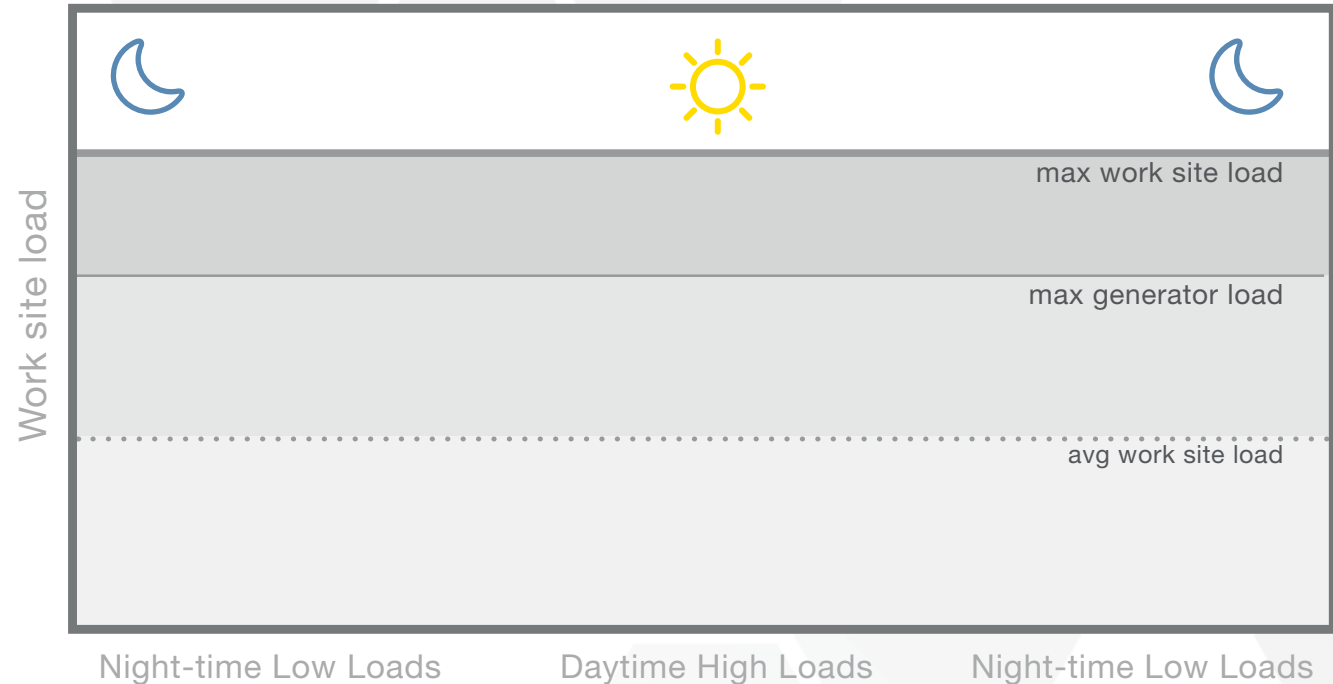 Work site load
max work site load
max generator load
avg work site load
Night-time Low Loads
Daytime High Loads
Night-time Low Loads